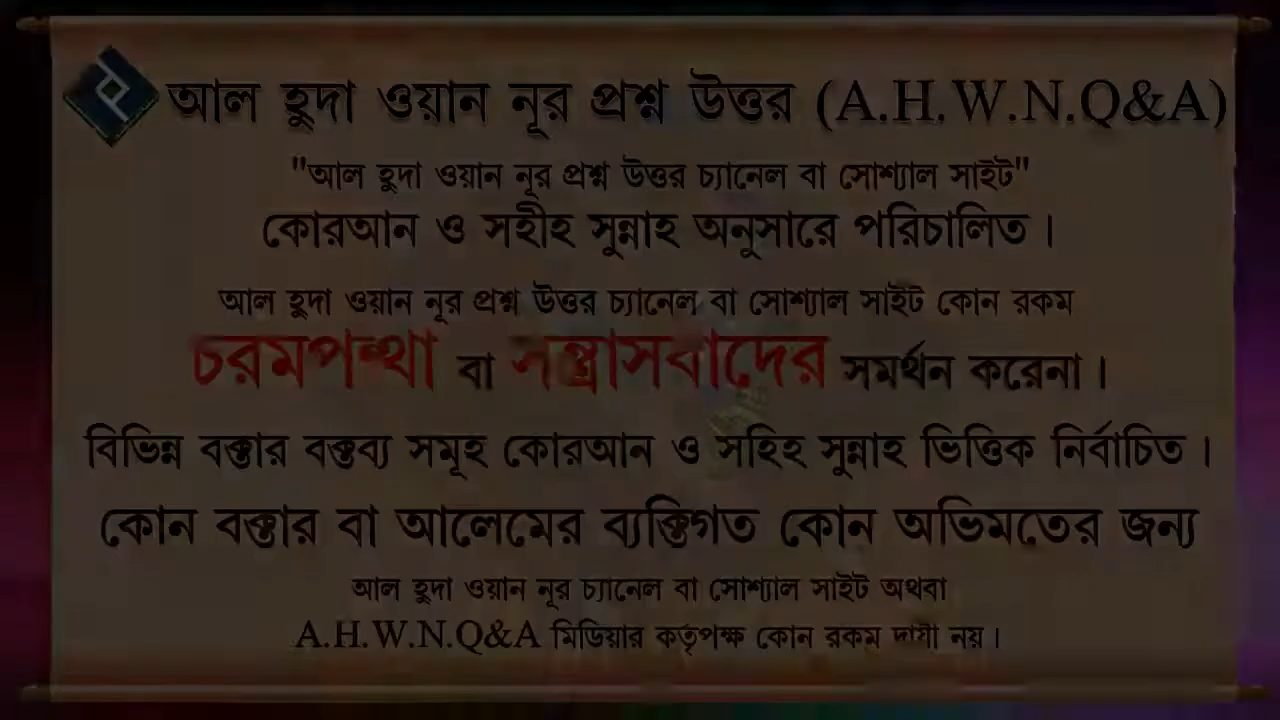 আল হুদা ওয়ান নূর প্রশ্ন উত্তর (A.H.W.N.Q&A)
"আল হুদা ওয়ান নূর প্রশ্ন উত্তর চ্যানেল বা সোশ্যাল সাইট"
কোরআন ও সহীহ সুন্নাহ অনুসারে পরিচালিত।
আল হুদা ওয়ান নূর প্রশ্ন উত্তর চ্যানেল বা সোশ্যাল সাইট কোন রকম
চরমপন্থা বা সন্ত্রাসবাদের সমর্থন করেনা।
বিভিন্ন বক্তার বক্তব্য সমূহ কোরআন ও সহিহ সুন্নাহ ভিত্তিক নির্বাচিত।
কোন বক্তার বা আলেমের ব্যক্তিগত কোন অভিমতের জন্য
আল হুদা ওয়ান নূর চ্যানেল বা সোশ্যাল সাইট অথবা
A.H.W.N.Q&A মিডিয়ার কর্তৃপক্ষ কোন রকম দায়ী নয়।